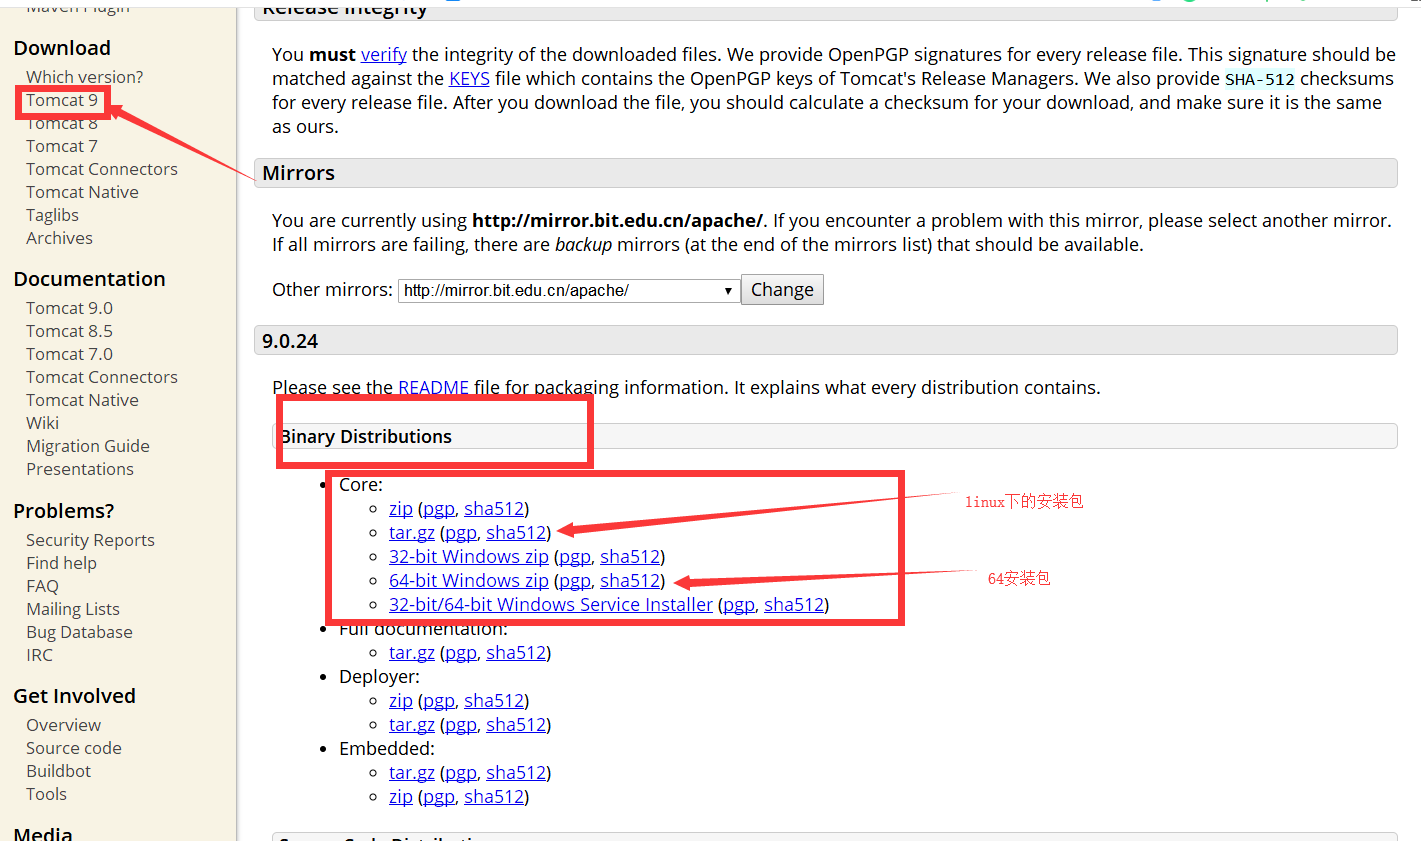 Maven Plugin
Download
Which version?
Tomcat 9
Tomcat 8
Tomcat 7
Tomcat Connectors
Tomcat Native
Taglibs
Archives
Documentation
Tomcat 9.0
Tomcat 8.5
Tomcat 7.0
Tomcat Connectors
Tomcat Native
Wiki
Migration Guide
Presentations
Problems?
Security Reports
Find help
FAQ
Mailing Lists
Bug Database
IRC
Get Involved
Overview
Source code
Buildbot
Tools
Media
Release Integrity
You must verify the integrity of the downloaded files. We provide OpenPGP signatures for every release file. This signature should be
matched against the KEYS file which contains the OpenPGP keys of Tomcat's Release Managers. We also provide SHA-512 checksums
for every release file. After you download the file, you should calculate a checksum for your download, and make sure it is the same
as ours.
Mirrors
You are currently using http://mirror.bit.edu.cn/apache/. If you encounter a problem with this mirror, please select another mirror.
If all mirrors are failing, there are backup mirrors (at the end of the mirrors list) that should be available.
Other mirrors: http://mirror.bit.edu.cn/apache/ Change
9.0.24
Please see the README file for packaging information. It explains what every distribution contains.
Binary Distributions
Core:
zip (pgp, sha512)
tar.gz (pgp, sha512)
linux下的安装包
32-bit Windows zip (pgp, sha512)
64-bit Windows zip (pgp, sha512)
64安装包
32-bit/64-bit Windows Service Installer (pgp, sha512)
Full documentation:
tar.gz (pgp, sha512)
Deployer:
zip (pgp, sha512)
tar.gz (pgp, sha512)
Embedded:
tar.gz (pgp, sha512)
zip (pgp, sha512)